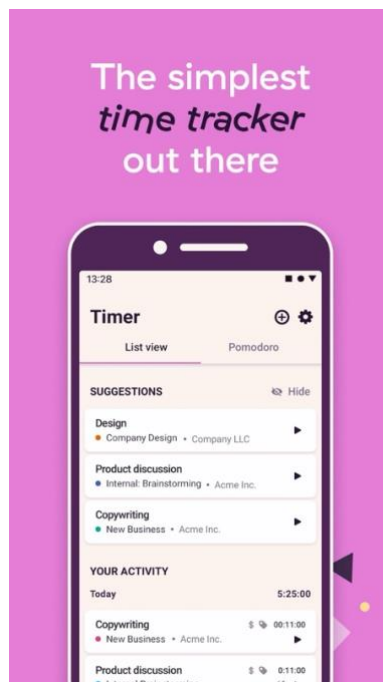 The simplest
time tracker
out there
13:28
Timer
List view Pomodoro
SUGGESTIONS Hide
Design
Company Design • Company LLC
Product discussion
Internal: Brainstorming • Acme Inc.
Copywriting
New Business • Acme Inc.
YOUR ACTIVITY
Today 5:25:00
Copywriting $ 00:11:00
New Business • Acme Inc.
Product discussion $ 0:11:00